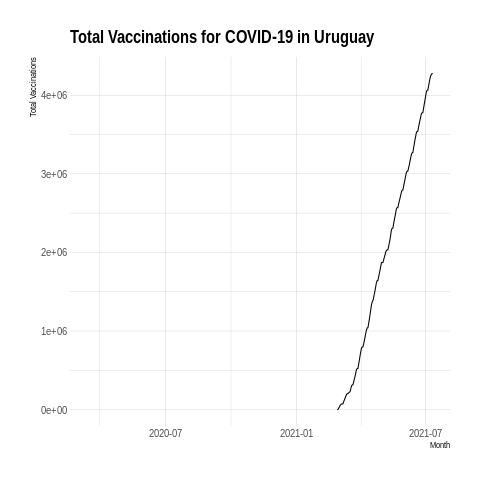 Total Vaccinations for COVID-19 in Uruguay
Total Vaccinations
4e+06
3e+06
2e+06
1e+06
0e+00
2020-07 2021-01 2021-07
Month